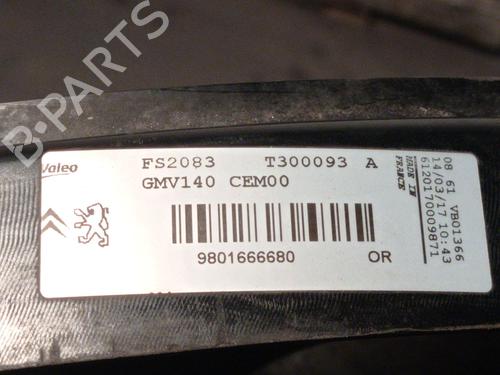 B-PARTS
Valeo
FS2083 T300093 A
GMV140 CEM00
9801666680 OR
MADE IN
FRANCE
08 61 VB01366
14/03/17 10:43
6120170009871